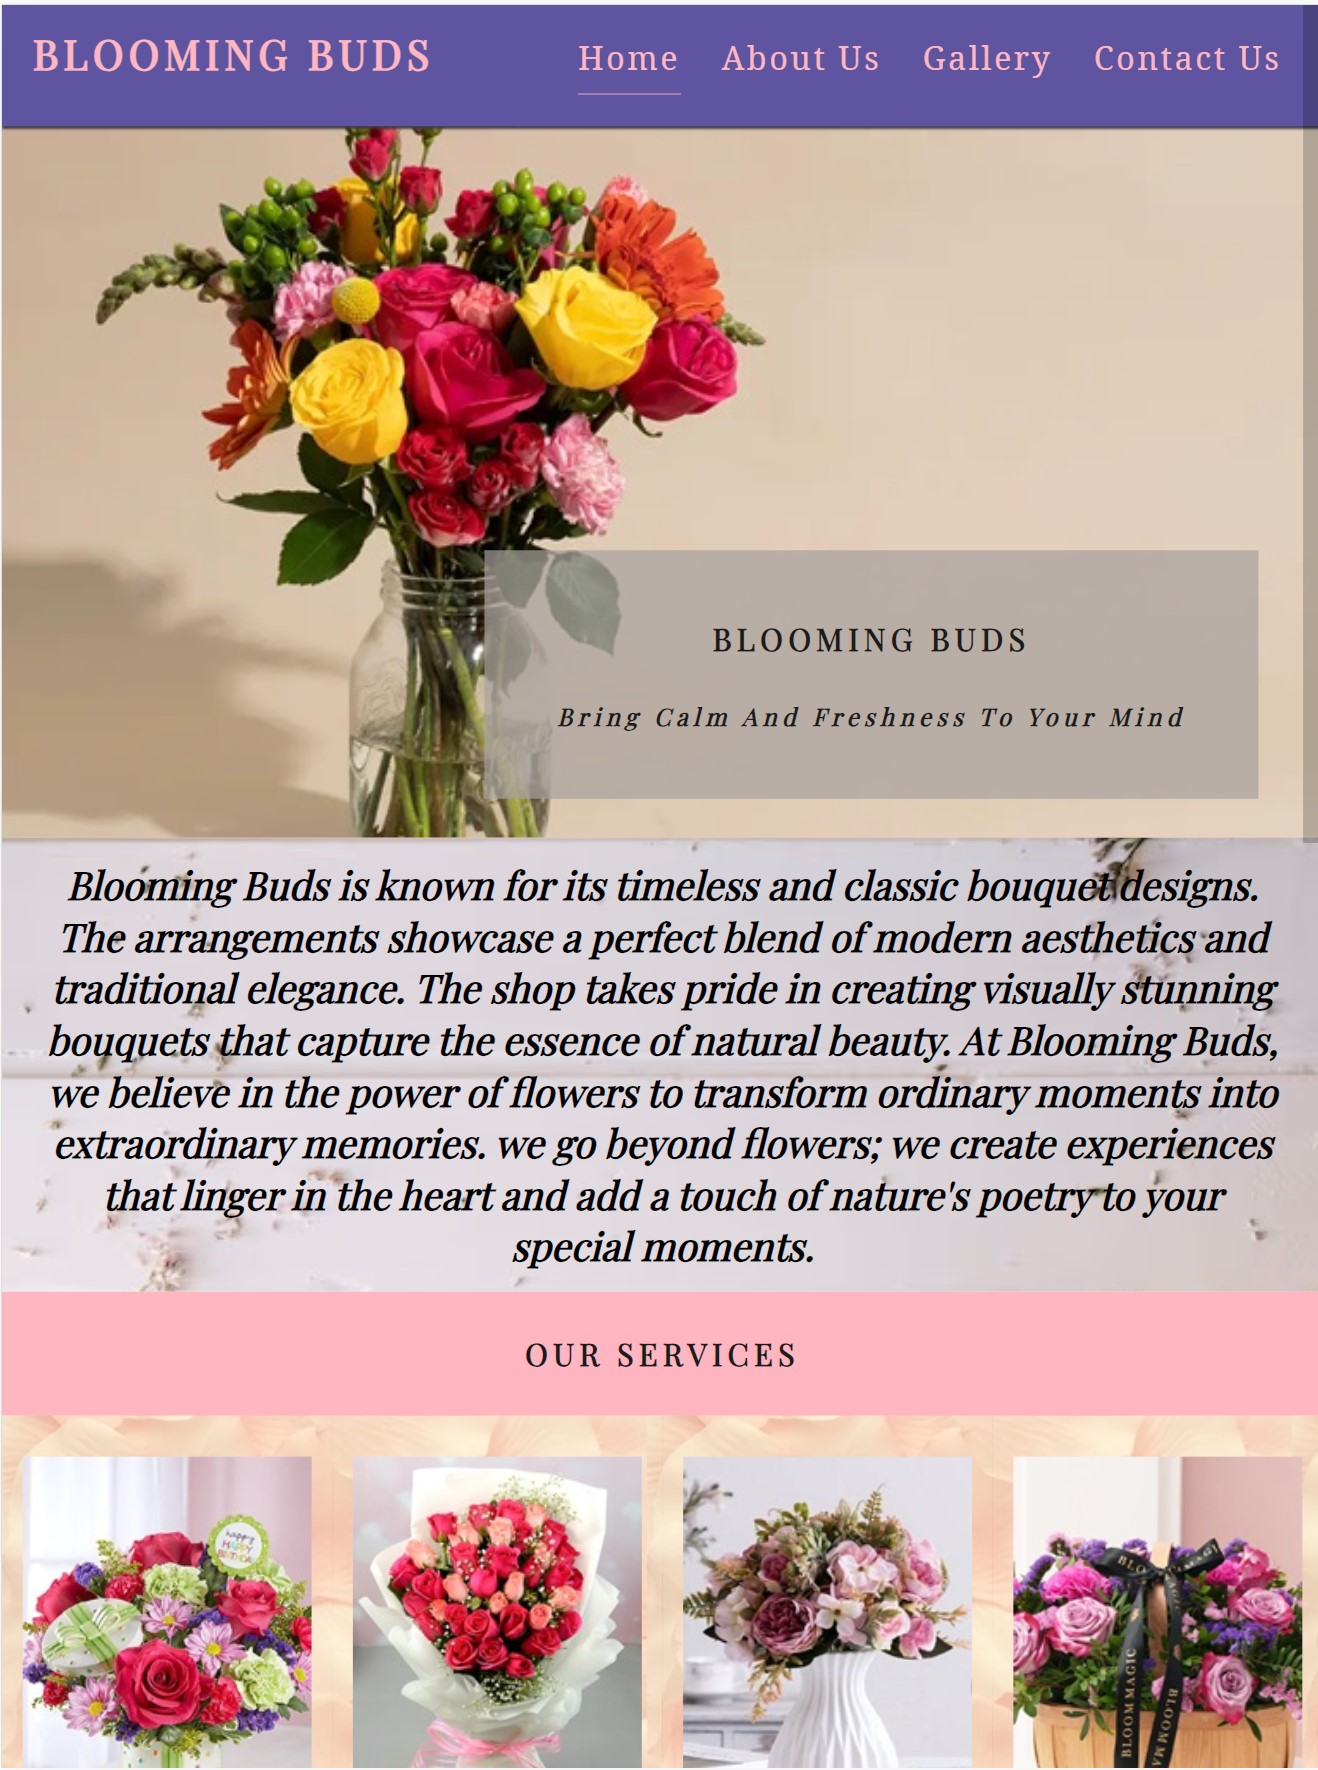 BLOOMING BUDS
Home About Us Gallery Contact Us
BLOOMING BUDS
Bring Calm And Freshness To Your Mind
Blooming Buds is known for its timeless and classic bouquet designs.
The arrangements showcase a perfect blend of modern aesthetics and
traditional elegance. The shop takes pride in creating visually stunning
bouquets that capture the essence of natural beauty. At Blooming Buds,
we believe in the power of flowers to transform ordinary moments into
extraordinary memories. we go beyond flowers; we create experiences
that linger in the heart and add a touch of nature's poetry to your
special moments.
OUR SERVICES
happy
HAPPY
BIRTHDAY
BLOOM MAGIC